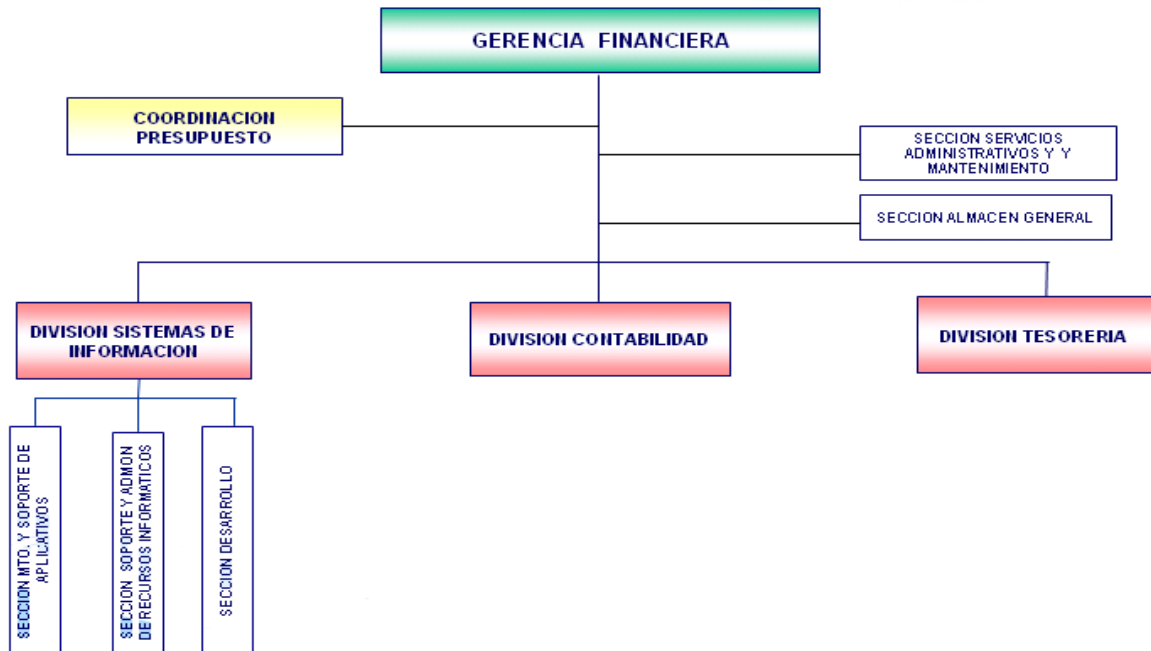 GERENCIA FINANCIERA
COORDINACION
PRESUPUESTO
SECCION SERVICIOS
ADMINISTRATIVOS Y Y
MANTENIMIENTO
SECCION ALMACEN GENERAL
DIVISION SISTEMAS DE
INFORMACION
DIVISION CONTABILIDAD
DIVISION TESORERIA
SECCION MTO. Y SOPORTE DE
APLICATIVOS
SECCION SOPORTE Y ADMON
DE RECURSOS INFORMATICOS
SECCION DESARROLLO